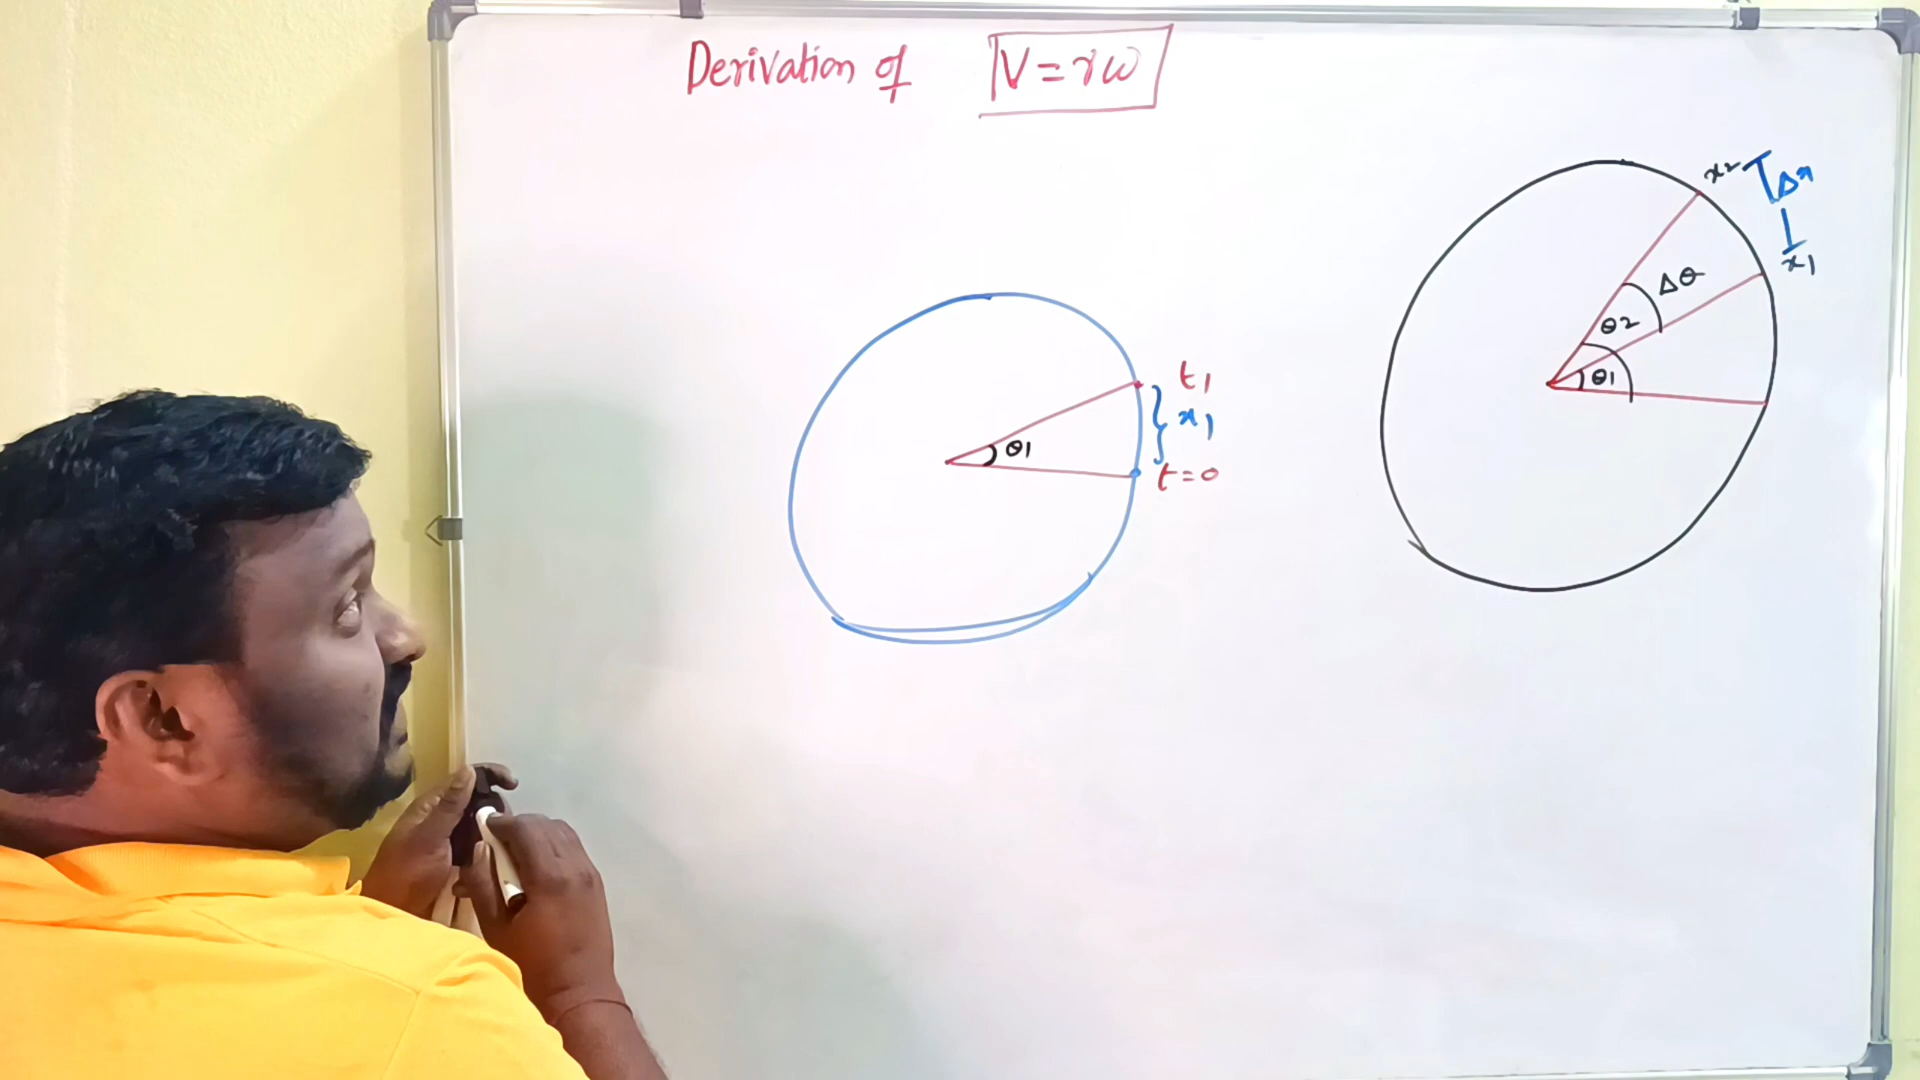 Derivation of V=rω
t1
x1
t=0
θ1
x2
Δx
x1
Δθ
θ2
θ1